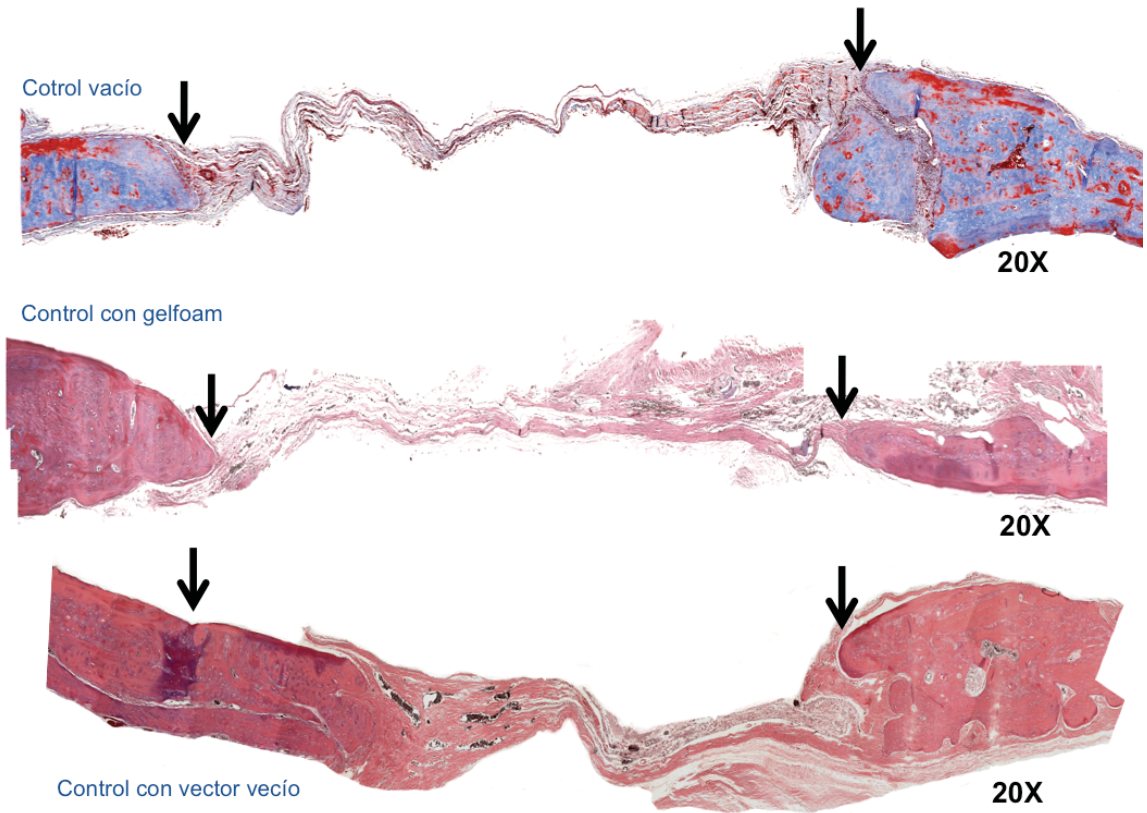 Cotrol vacío
20X
Control con gelfoam
20X
Control con vector vecío
20X